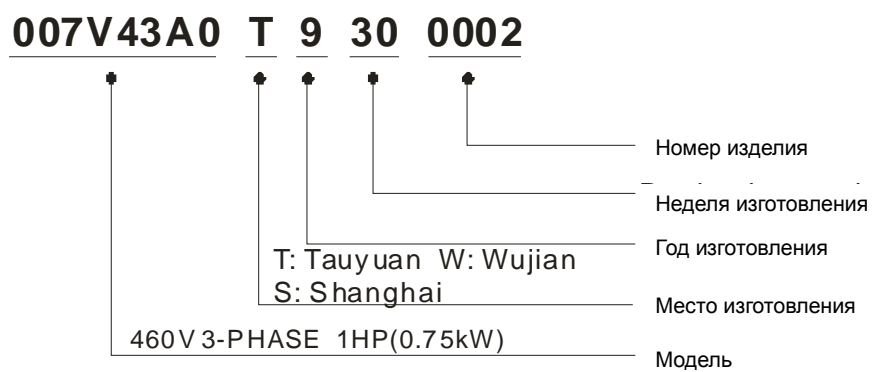 007V43A0 T 9 30 0002
Номер изделия
Неделя изготовления
Год изготовления
T: Tauyuan W: Wujian
S: Shanghai
Место изготовления
460V 3-PHASE 1HP(0.75kW)
Модель